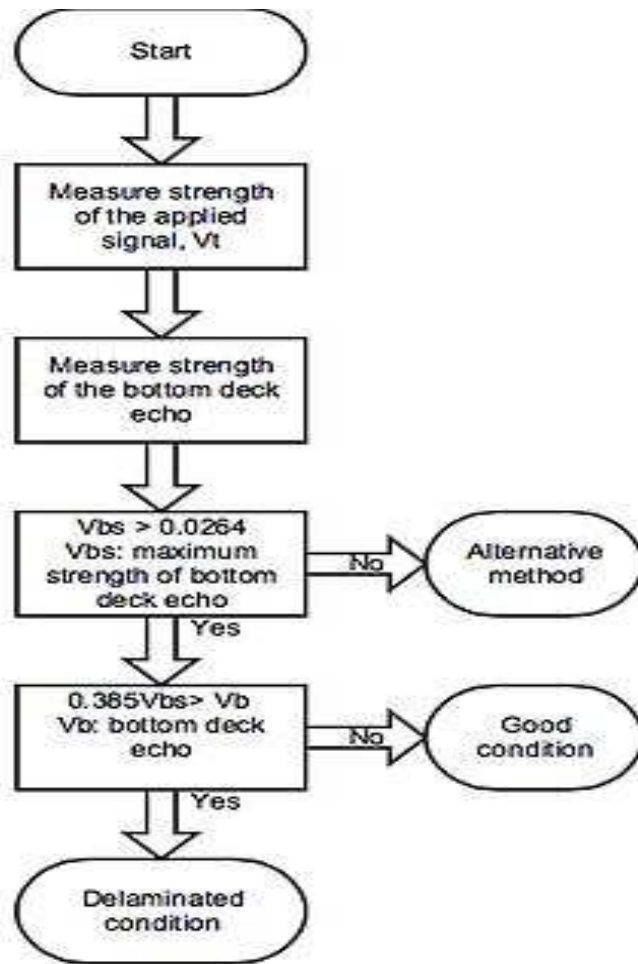 Start
Measure strength
of the applied
signal, Vt
Measure strength
of the bottom deck
echo
Vbs > 0.0264
Vbs: maximum
strength of bottom
deck echo
No
Alternative
method
Yes
0.385Vbs> Vb
Vb: bottom deck
echo
No
Good
condition
Yes
Delaminated
condition